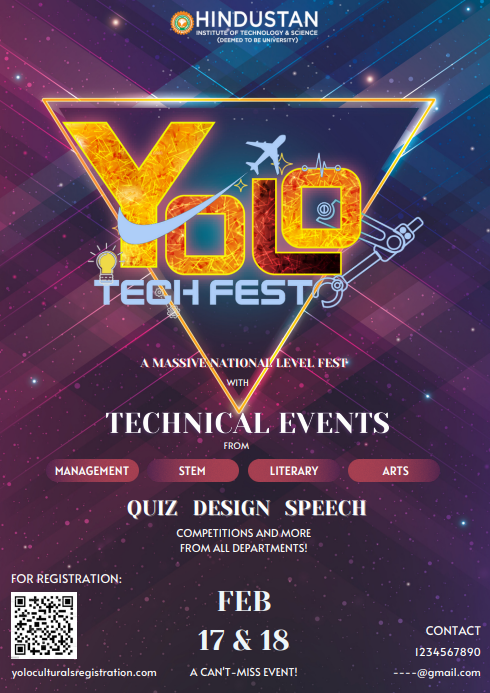 HINDUSTAN
INSTITUTE OF TECHNOLOGY & SCIENCE
(DEEMED TO BE UNIVERSITY)
YOLO
TECH FEST
A MASSIVE NATIONAL LEVEL FEST
WITH
TECHNICAL EVENTS
FROM
MANAGEMENT STEM LITERARY ARTS
QUIZ DESIGN SPEECH
COMPETITIONS AND MORE
FROM ALL DEPARTMENTS!
FOR REGISTRATION:
yoloculturalsregistration.com
FEB
17 & 18
A CAN'T-MISS EVENT!
CONTACT
1234567890
----@gmail.com